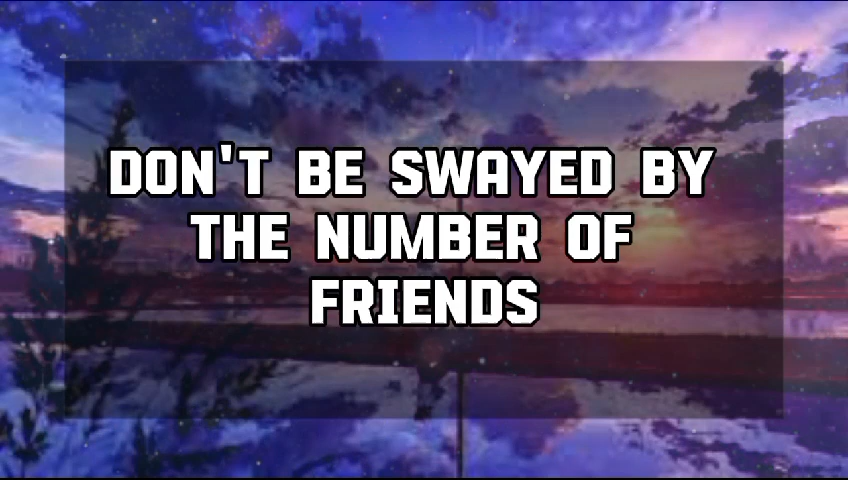 DON'T BE SWAYED BY
THE NUMBER OF
FRIENDS